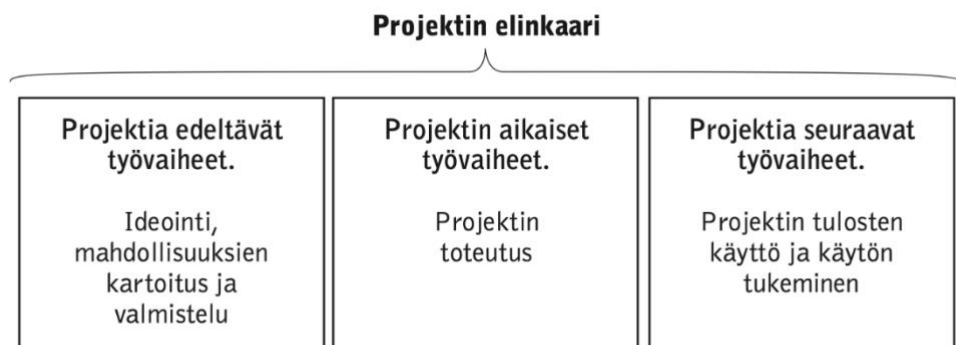 Projektin elinkaari
Projektia edeltävät
työvaiheet.
Ideointi,
mahdollisuuksien
kartoitus ja
valmistelu
Projektin aikaiset
työvaiheet.
Projektin
toteutus
Projektia seuraavat
työvaiheet.
Projektin tulosten
käyttö ja käytön
tukeminen